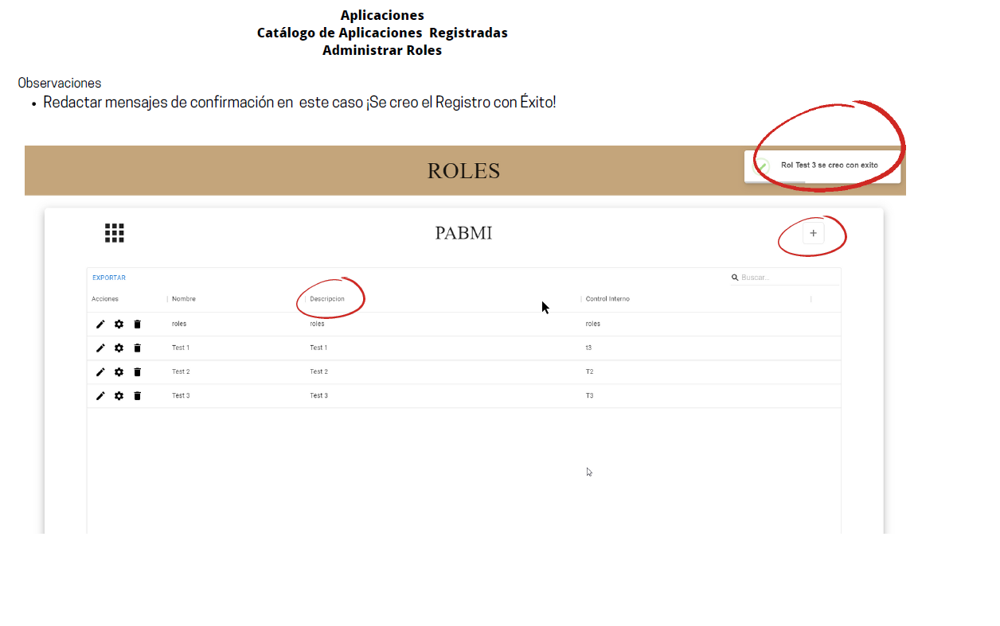 Aplicaciones
Catálogo de Aplicaciones Registradas
Administrar Roles
Observaciones
• Redactar mensajes de confirmación en este caso ¡Se creo el Registro con Éxito!
ROLES
Rol Test 3 se creo con exito
PABMI
+
EXPORTAR
Buscar...
Acciones Nombre Descripcion Control Interno
roles roles roles
Test 1 Test 1 t3
Test 2 Test 2 T2
Test 3 Test 3 T3